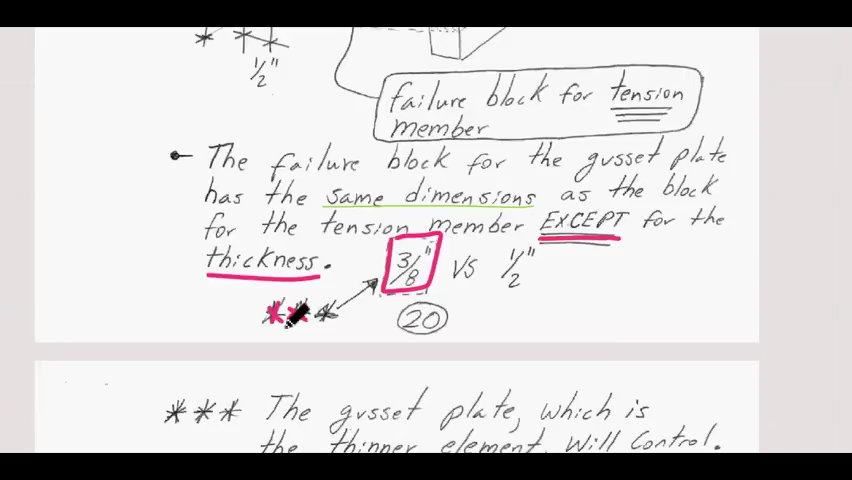 1/2"
failure block for tension
member
The failure block for the gusset plate
has the same dimensions as the block
for the tension member EXCEPT for the
thickness. 3/8" VS 1/2"
***
20
*** The gusset plate, which is
the thinner element, Will Control.